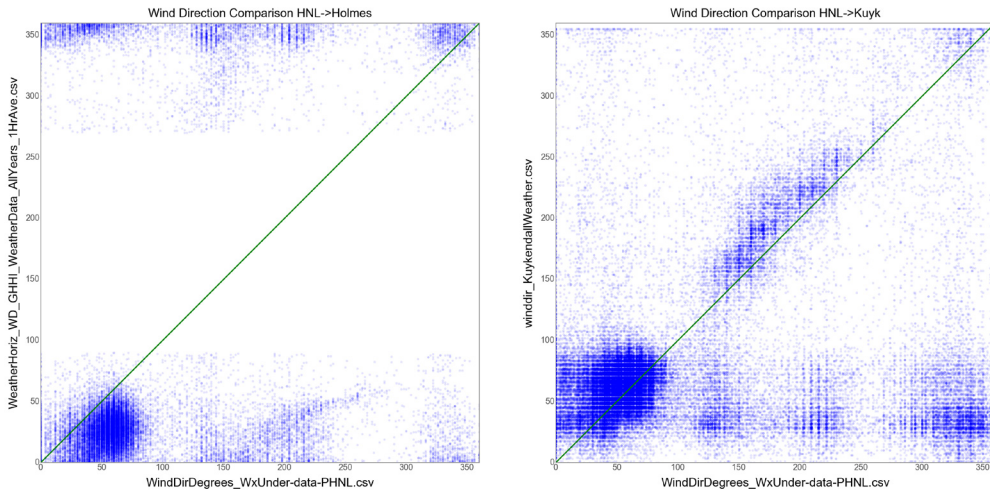 Wind Direction Comparison HNL->Holmes
WeatherHoriz_WD_GHHI_WeatherData_AllYears_1HrAve.csv
350
300
250
200
150
100
50
0
0 50 100 150 200 250 300 350
WindDirDegrees_WxUnder-data-PHNL.csv
Wind Direction Comparison HNL->Kuyk
winddir_KuykendallWeather.csv
350
300
250
200
150
100
50
0
0 50 100 150 200 250 300 350
WindDirDegrees_WxUnder-data-PHNL.csv